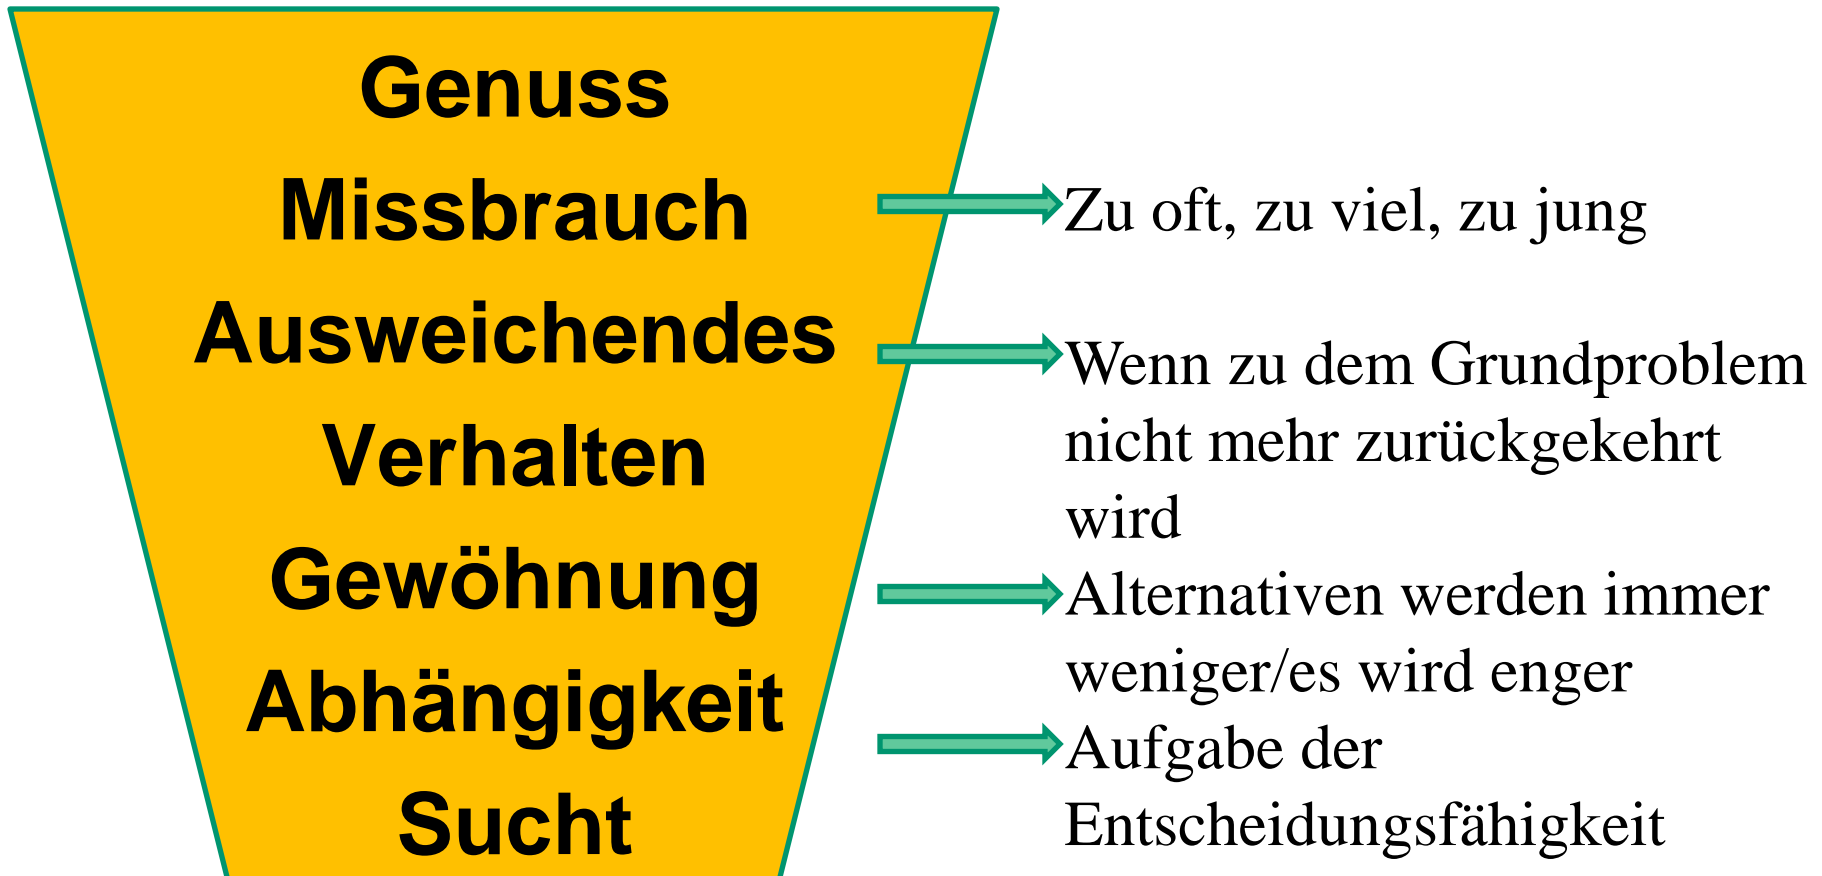 Genuss
Missbrauch
Zu oft, zu viel, zu jung
Ausweichendes
Verhalten
Wenn zu dem Grundproblem
nicht mehr zurückgekehrt
wird
Gewöhnung
Alternativen werden immer
weniger/es wird enger
Abhängigkeit
Aufgabe der
Entscheidungsfähigkeit
Sucht